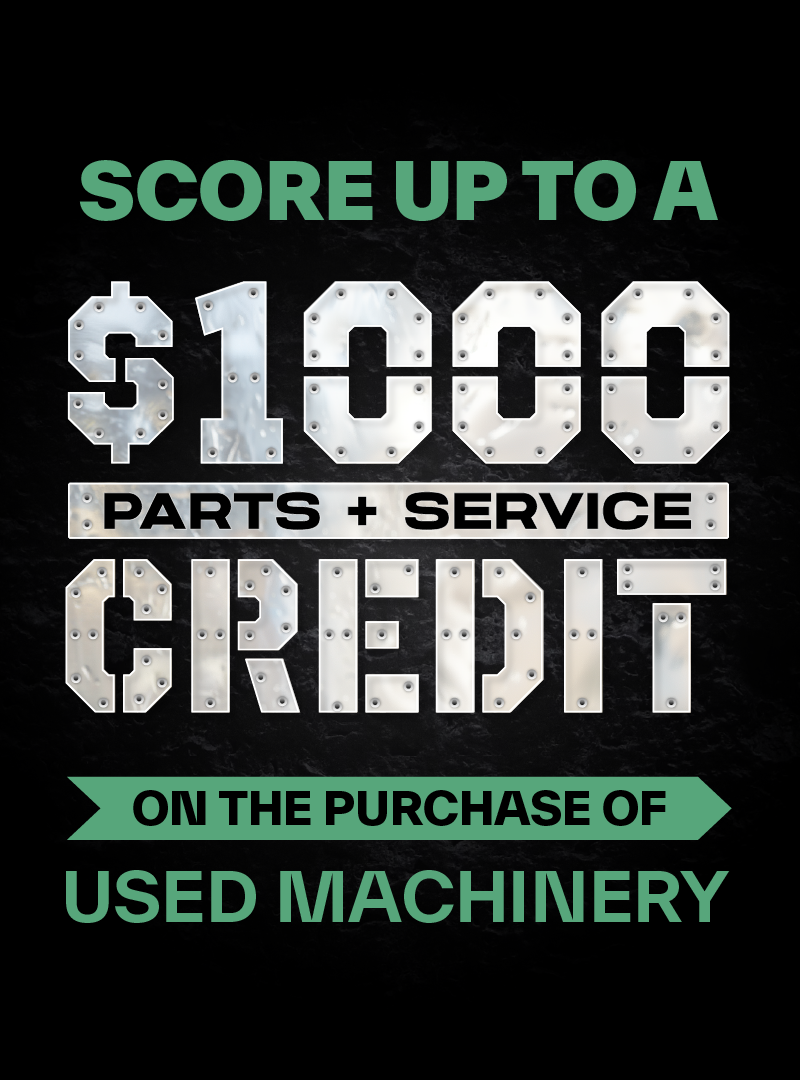 SCORE UP TO A
$1000
PARTS + SERVICE
CREDIT
ON THE PURCHASE OF
USED MACHINERY